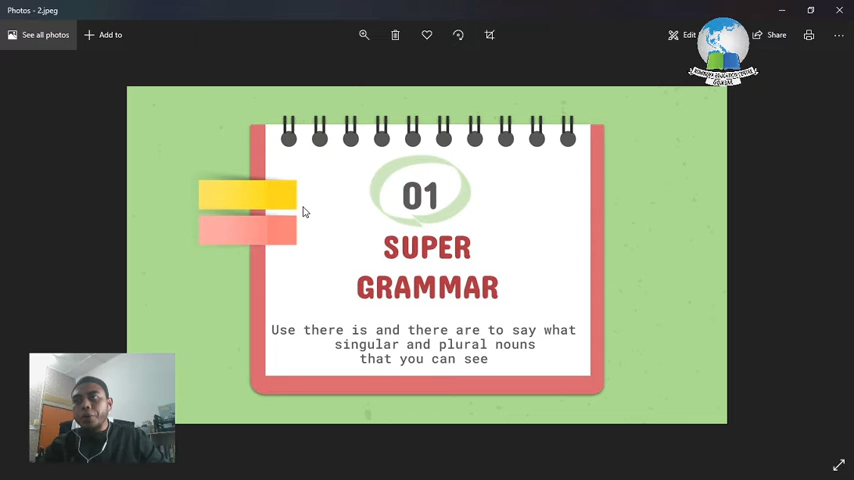 Photos - 2.jpeg
See all photos
Add to
Edit
Share
01
SUPER
GRAMMAR
Use there is and there are to say what
singular and plural nouns
that you can see